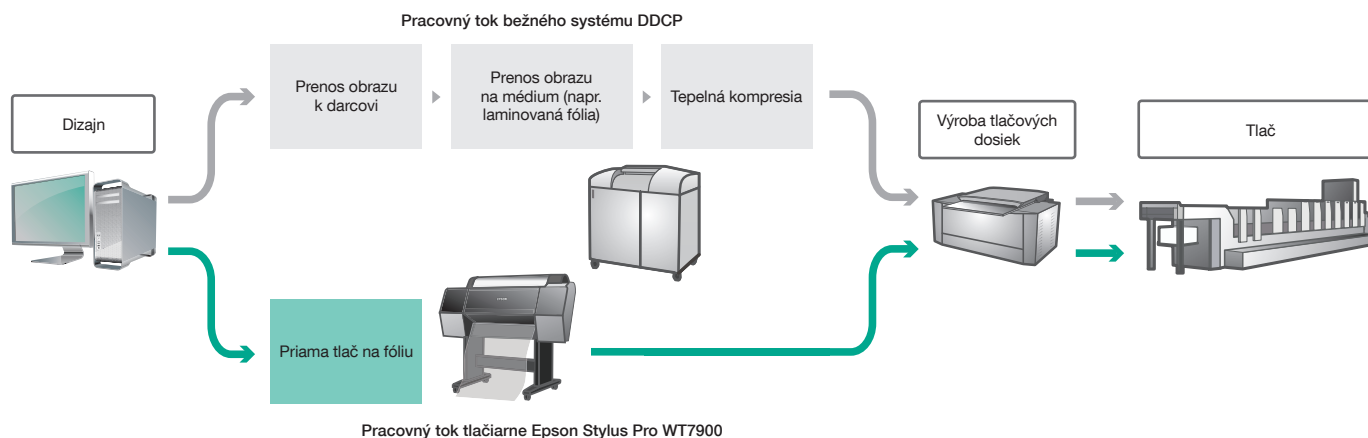 Pracovný tok bežného systému DDCP
Dizajn
Prenos obrazu
k darcovi
Prenos obrazu
na médium (napr.
laminovaná fólia)
Tepelná kompresia
Výroba tlačových
dosiek
Tlač
Priama tlač na fóliu
EPSON
Pracovný tok tlačiarne Epson Stylus Pro WT7900